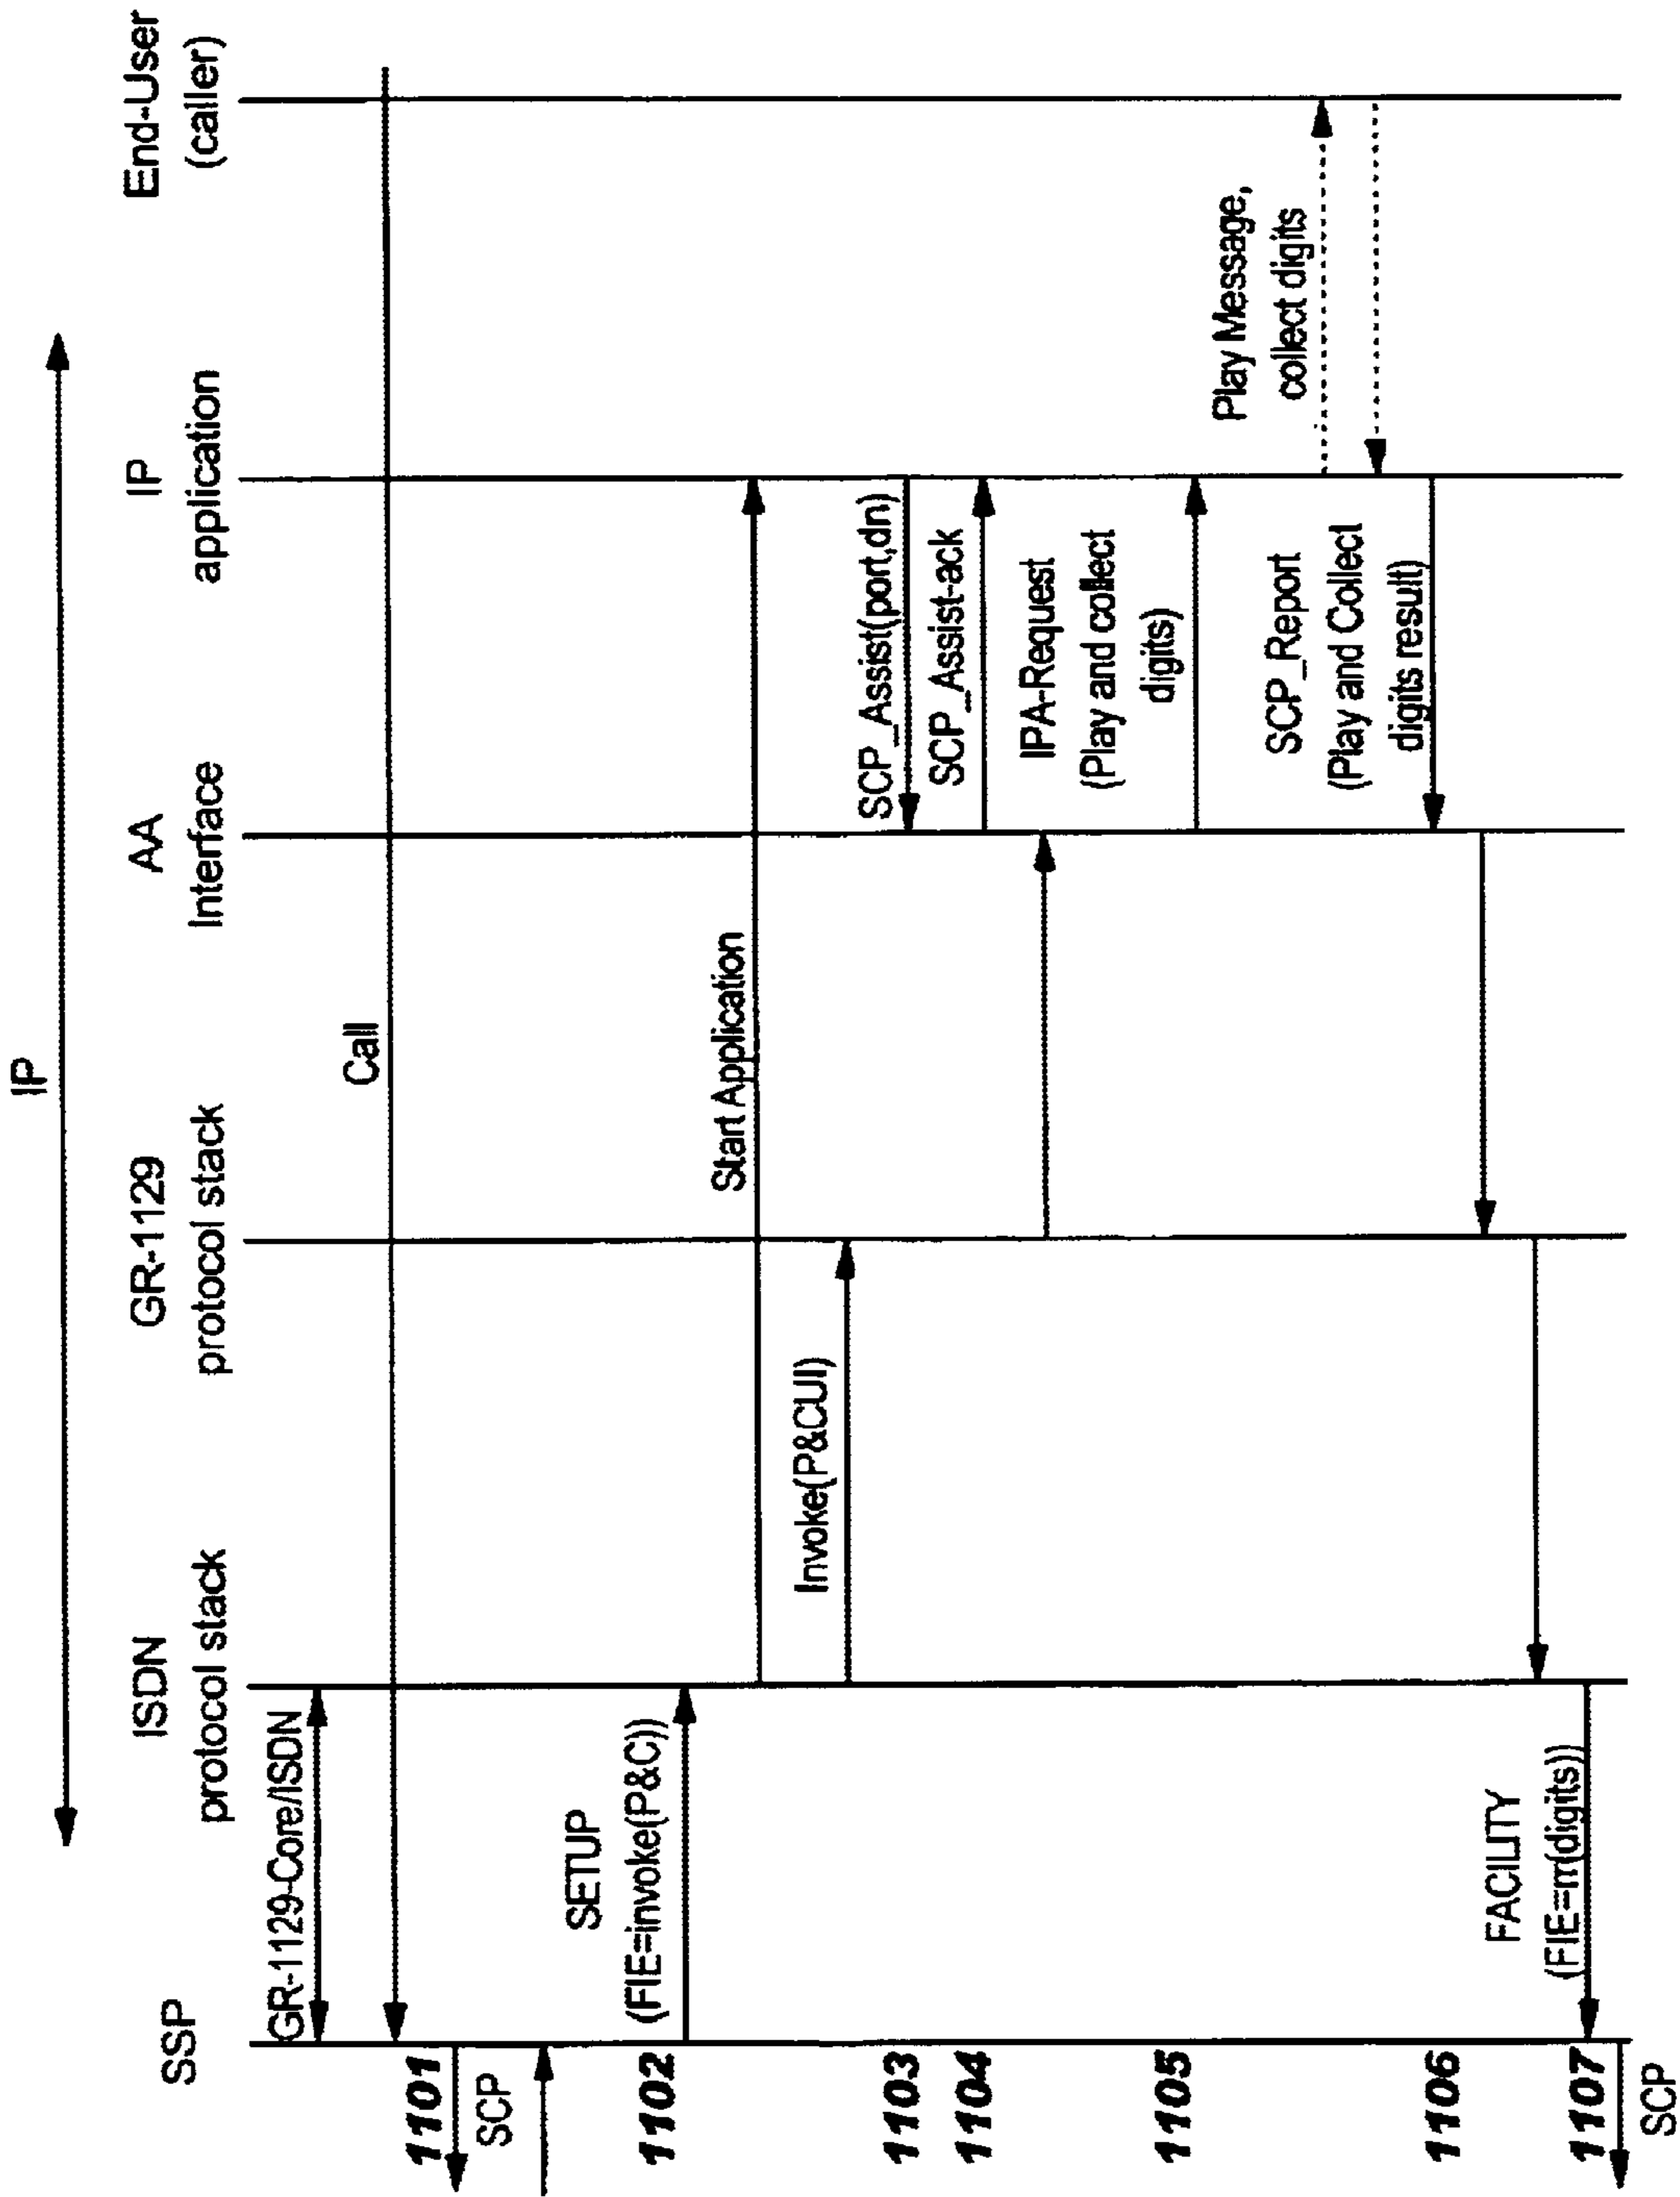 IP
SSP
ISDN
protocol stack
GR-1129
protocol stack
AA
Interface
IP
application
End-User
(caller)
GR-1129-Core/ISDN
Call
1101
SCP
SETUP
(FIE=invoke(P&C))
1102
Start Application
Invoke(P&CUI)
1103
SCP_Assist(port,dn)
1104
SCP_Assist-ack
IPA-Request
(Play and collect
digits)
1105
Play Message,
collect digits
SCP_Report
(Play and Collect
digits result)
1106
FACILITY
(FIE=rr(digits))
1107
SCP